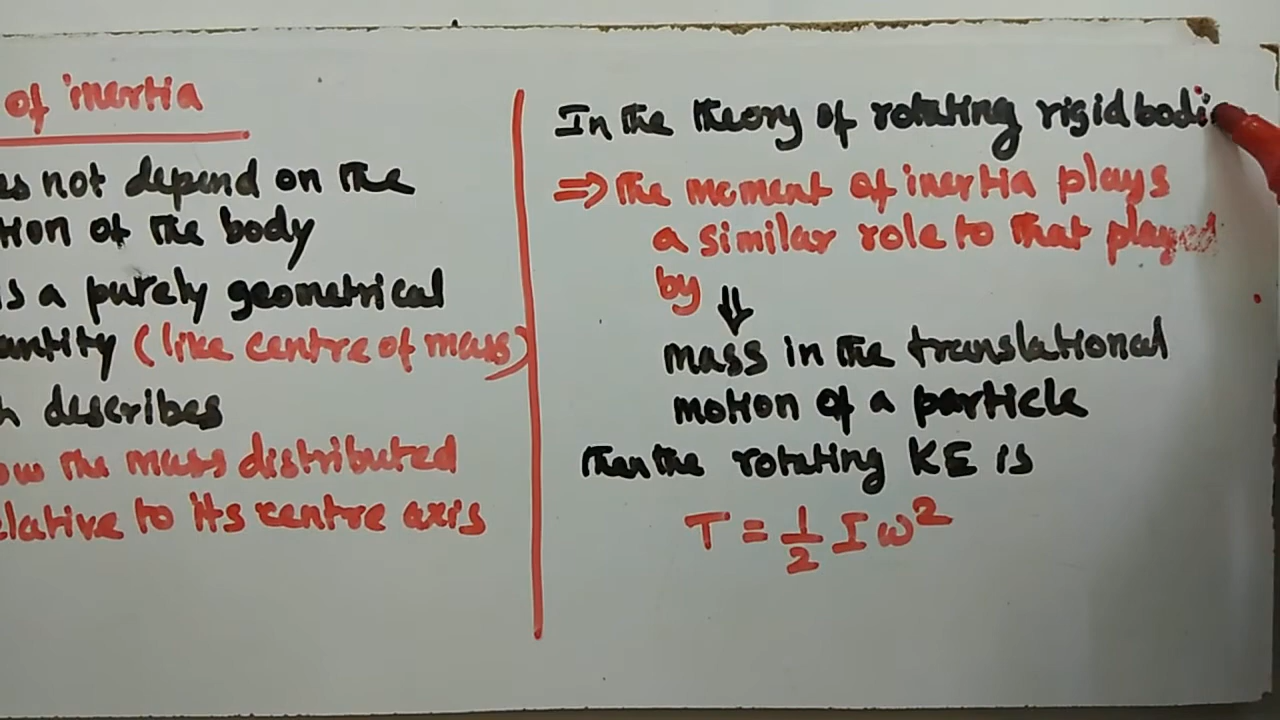 of inertia
es not depend on the
tion of the body
s a purely geometrical
antity (like centre of mass)
h describes
ow the mass distributed
elative to its centre axis
In the theory of rotating rigid bodi
⇒ The moment of inertia plays
a similar role to that played
by ⇓
mass in the translational
motion of a particle
then the rotating KE is
T = 1/2 I ω²